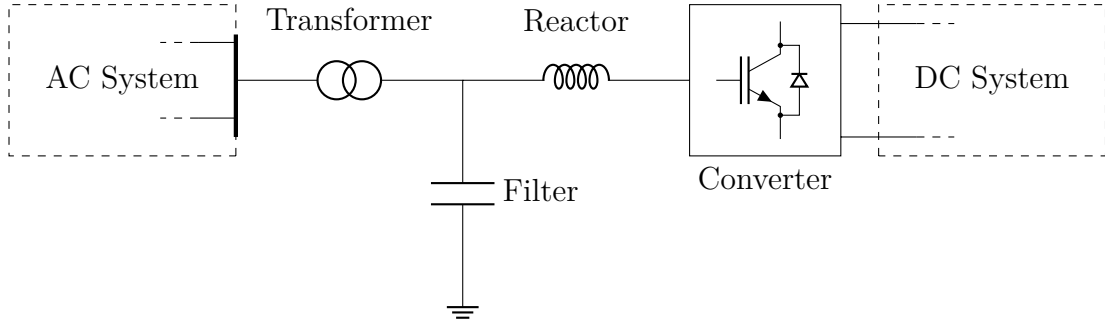 Transformer
Reactor
AC System
DC System
Converter
Filter